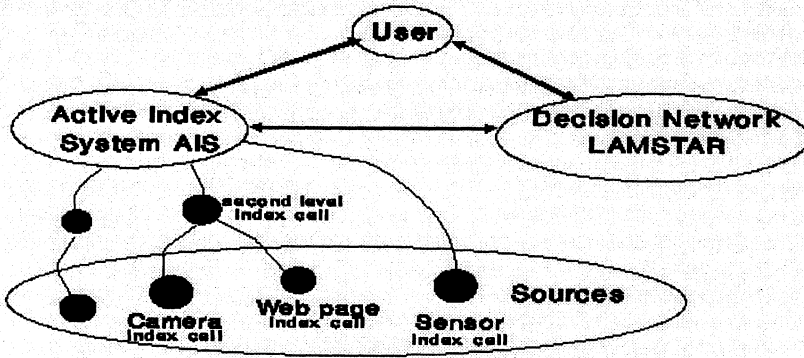 User
Active Index
System AIS
Decision Network
LAMSTAR
second level
Index cell
Sources
Camera
Index cell
Web page
Index cell
Sensor
Index cell